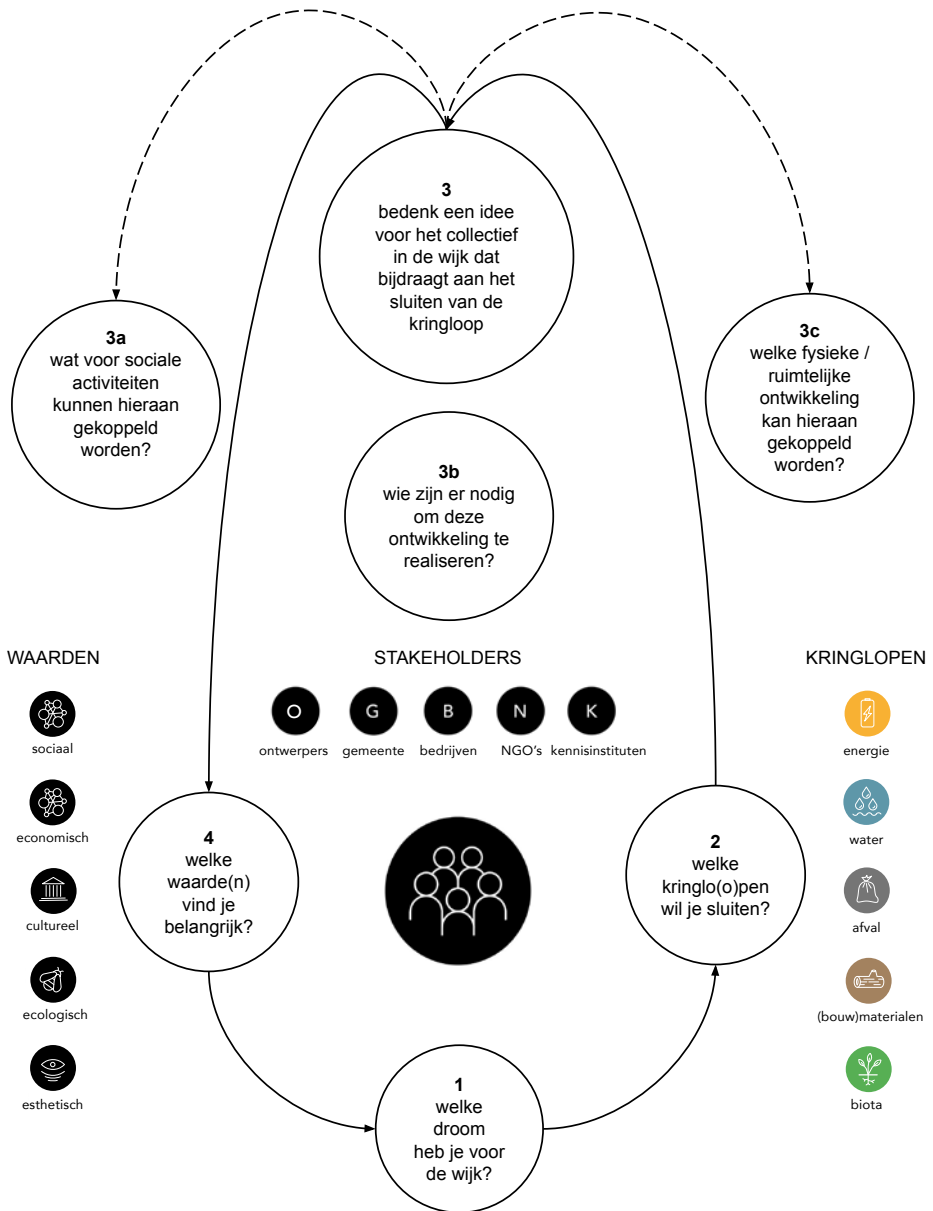 3
bedenk een idee
voor het collectief
in de wijk dat
bijdraagt aan het
sluiten van de
kringloop
3a
wat voor sociale
activiteiten
kunnen hieraan
gekoppeld
worden?
3c
welke fysieke /
ruimtelijke
ontwikkeling
kan hieraan
gekoppeld
worden?
3b
wie zijn er nodig
om deze
ontwikkeling te
realiseren?
WAARDEN
sociaal
economisch
cultureel
ecologisch
esthetisch
STAKEHOLDERS
O G B N K
ontwerpers gemeente bedrijven NGO's kennisinstituten
KRINGLOPEN
energie
water
afval
(bouw)materialen
biota
4
welke
waarde(n)
vind je
belangrijk?
2
welke
kringlo(o)pen
wil je sluiten?
1
welke
droom
heb je voor
de wijk?